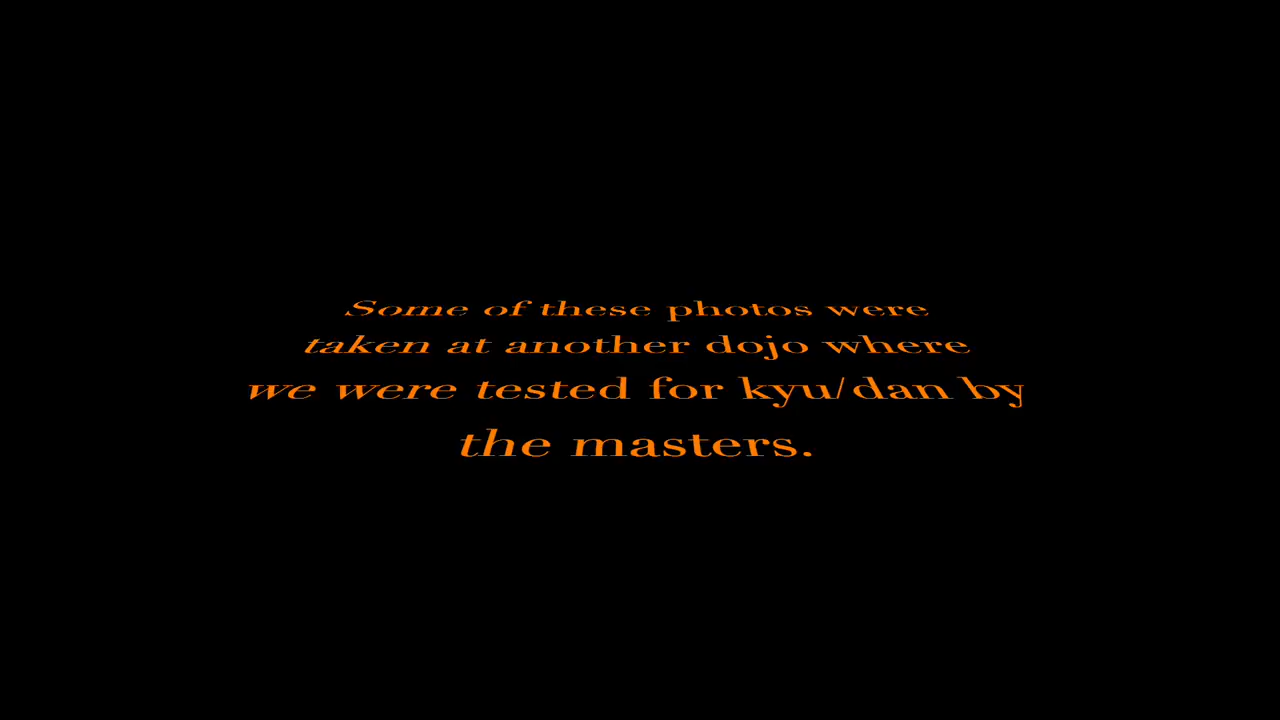 Some of these photos were
taken at another dojo where
we were tested for kyu/dan by
the masters.